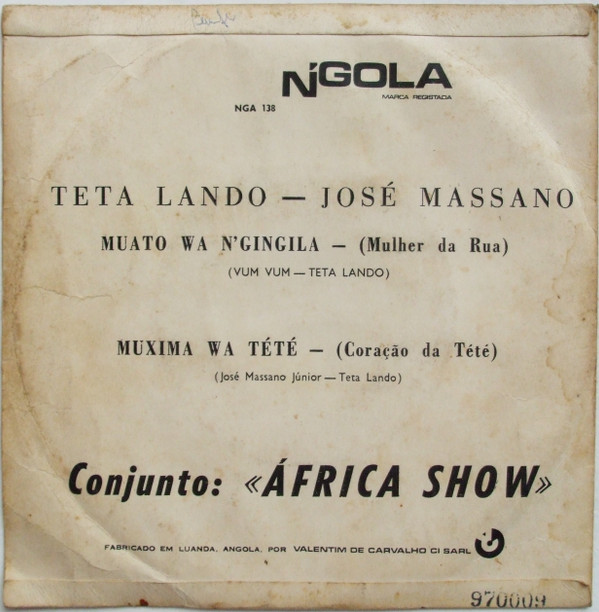 N'GOLA
MARCA REGISTADA
NGA 138
TETA LANDO — JOSÉ MASSANO
MUATO WA N'GINGILA — (Mulher da Rua)
(VUM VUM — TETA LANDO)
MUXIMA WA TÉTÉ — (Coração da Tété)
(José Massano Júnior — Teta Lando)
Conjunto: «ÁFRICA SHOW»
FABRICADO EM LUANDA, ANGOLA, POR VALENTIM DE CARVALHO CI SARL
970009